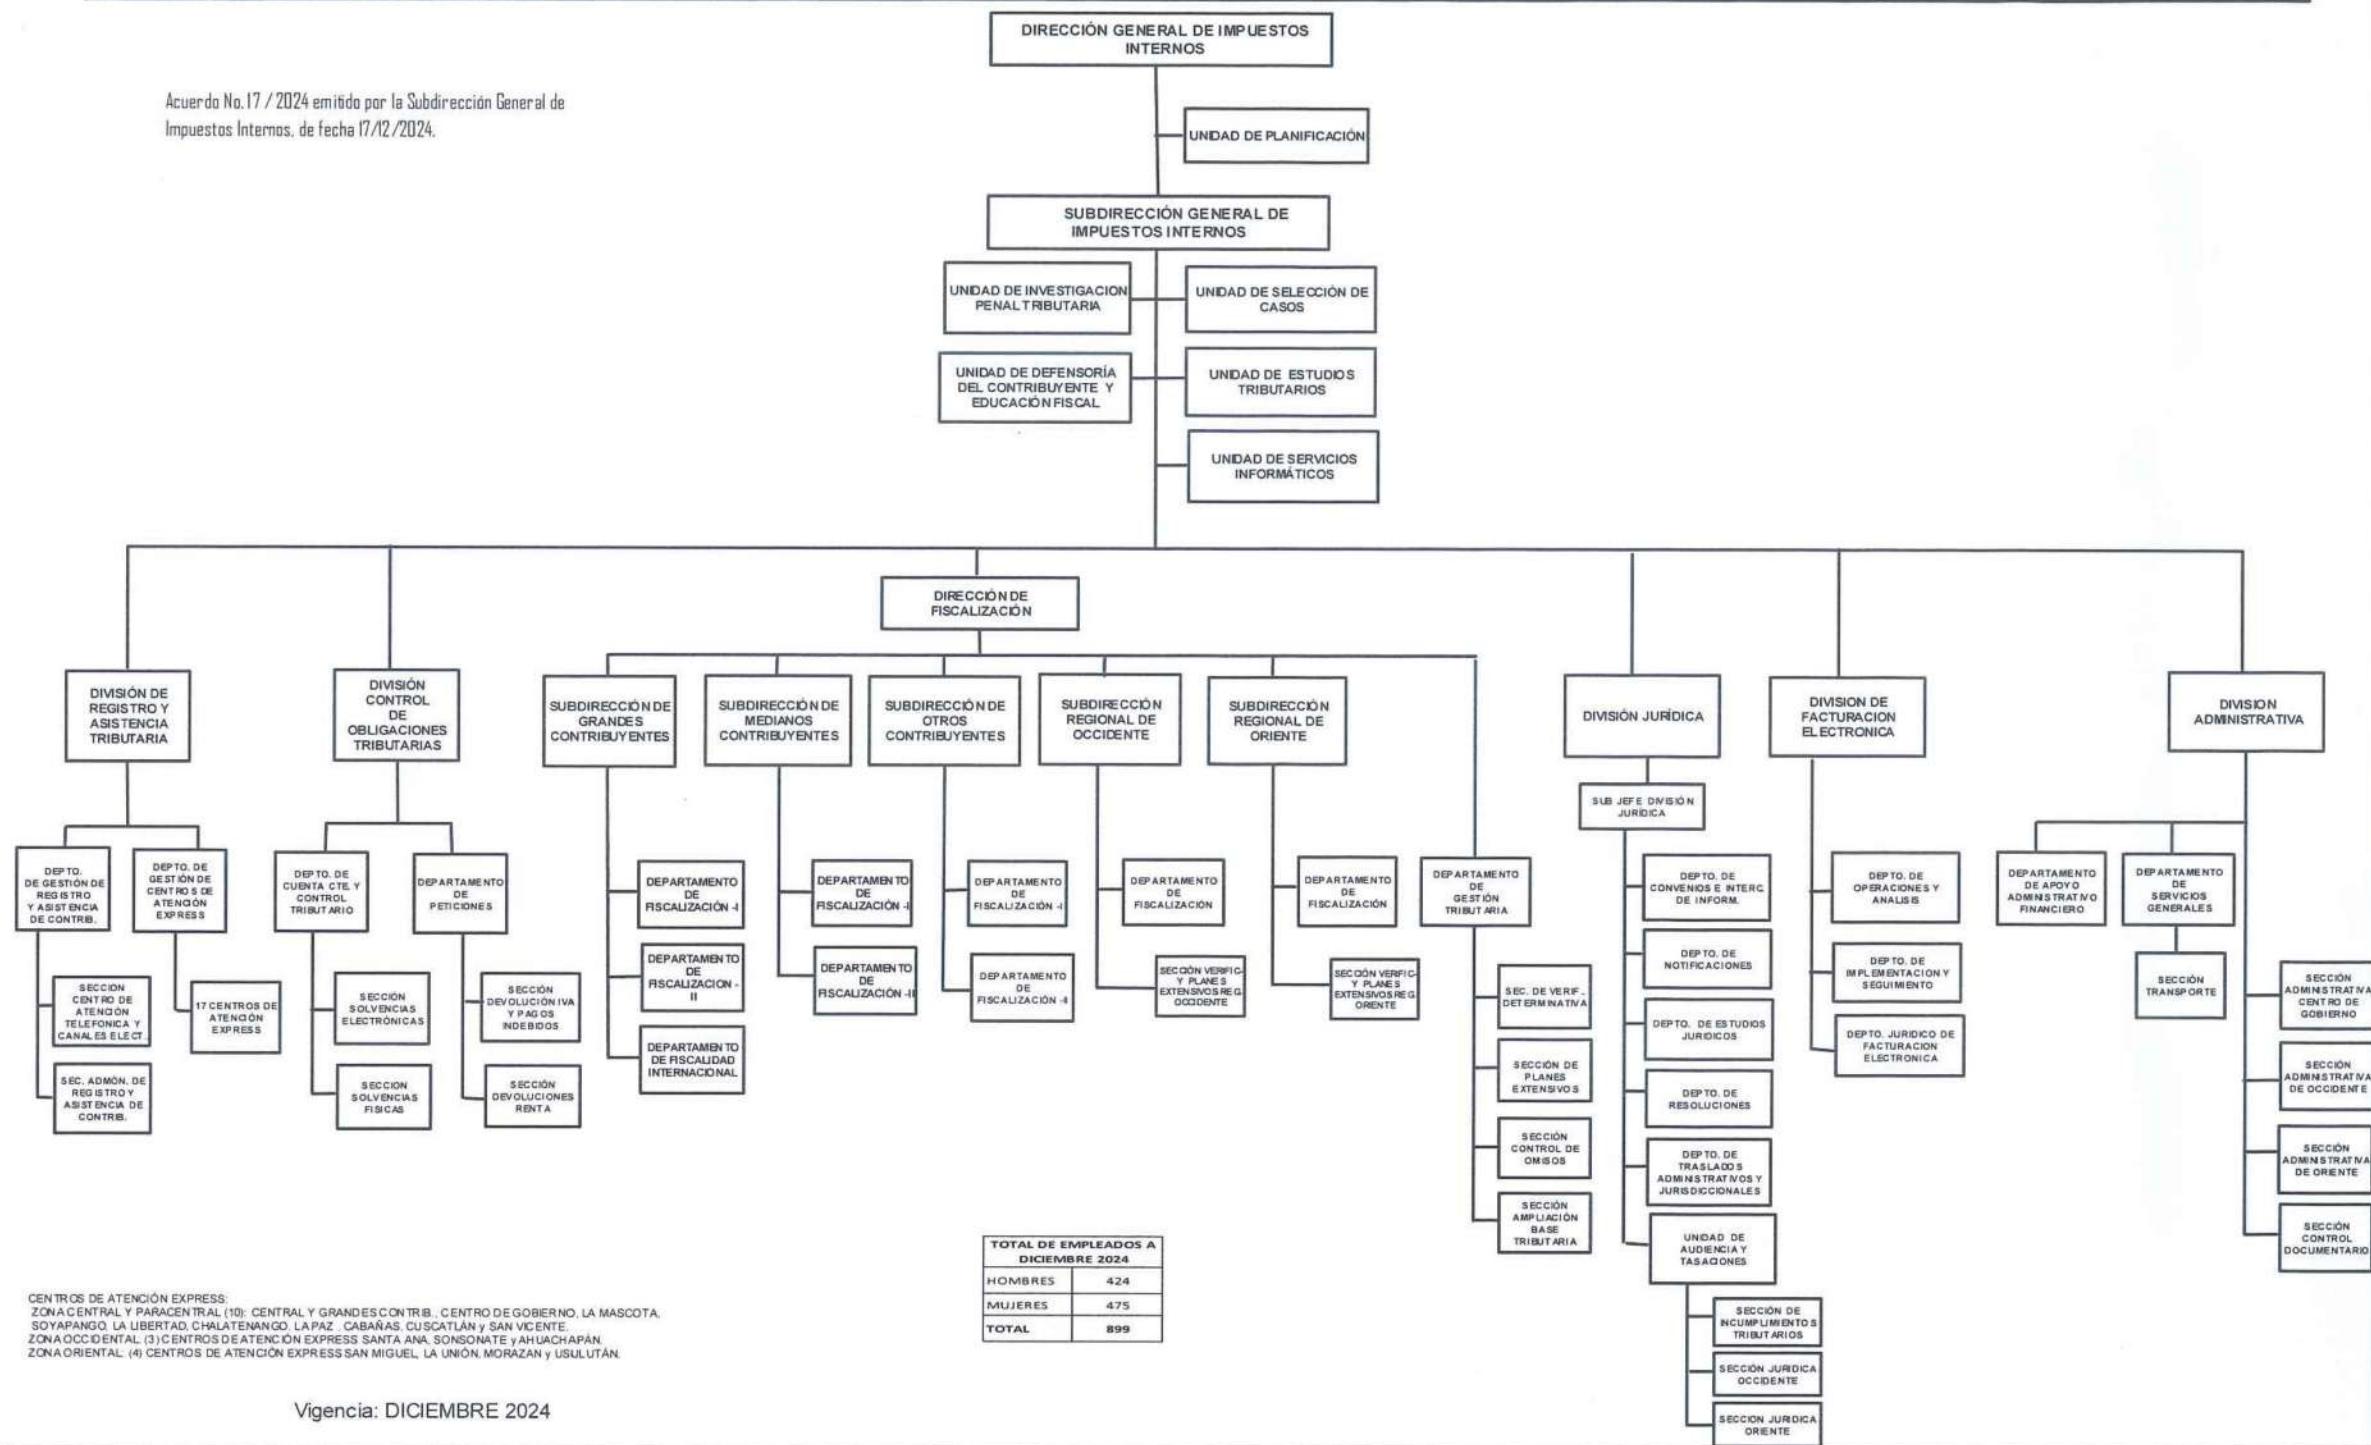 DIRECCIÓN GENERAL DE IMPUESTOS
INTERNOS
Acuerdo No.17 / 2024 emitido por la Subdirección General de
Impuestos Internos, de fecha 17/12/2024.
UNIDAD DE PLANIFICACIÓN
SUBDIRECCIÓN GENERAL DE
IMPUESTOS INTERNOS
UNIDAD DE INVESTIGACION
PENAL TRIBUTARIA
UNIDAD DE SELECCIÓN DE
CASOS
UNIDAD DE DEFENSORÍA
DEL CONTRIBUYENTE Y
EDUCACIÓN FISCAL
UNIDAD DE ESTUDIOS
TRIBUTARIOS
UNIDAD DE SERVICIOS
INFORMÁTICOS
DIRECCIÓN DE
FISCALIZACIÓN
DIVISIÓN DE
REGISTRO Y
ASISTENCIA
TRIBUTARIA
DIVISIÓN
CONTROL
DE
OBLIGACIONES
TRIBUTARIAS
SUBDIRECCIÓN DE
GRANDES
CONTRIBUYENTES
SUBDIRECCIÓN DE
MEDIANOS
CONTRIBUYENTES
SUBDIRECCIÓN DE
OTROS
CONTRIBUYENTES
SUBDIRECCIÓN
REGIONAL DE
OCCIDENTE
SUBDIRECCIÓN
REGIONAL DE
ORIENTE
DIVISIÓN JURÍDICA
DIVISION DE
FACTURACION
ELECTRONICA
DIVISION
ADMINISTRATIVA
SUB JEFE DIVISIÓN
JURÍDICA
DEPTO.
DE GESTIÓN DE
REGISTRO
Y ASISTENCIA
DE CONTRIB.
DEPTO. DE
GESTIÓN DE
CENTROS DE
ATENCIÓN
EXPRESS
DEPTO. DE
CUENTA CTE. Y
CONTROL
TRIBUTARIO
DEPARTAMENTO
DE
PETICIONES
DEPARTAMENTO
DE
FISCALIZACIÓN -I
DEPARTAMENTO
DE
FISCALIZACIÓN -I
DEPARTAMENTO
DE
FISCALIZACIÓN -I
DEPARTAMENTO
DE
FISCALIZACIÓN
DEPARTAMENTO
DE
FISCALIZACIÓN
DEPARTAMENTO
DE
GESTIÓN
TRIBUTARIA
DEPTO. DE
CONVENIOS E INTERC.
DE INFORM.
DEPTO. DE
OPERACIONES Y
ANALISIS
DEPARTAMENTO
DE APOYO
ADMINISTRATIVO
FINANCIERO
DEPARTAMENTO
DE
SERVICIOS
GENERALES
SECCIÓN
CENTRO DE
ATENCIÓN
TELEFONICA Y
CANALES ELECT.
17 CENTROS DE
ATENCIÓN
EXPRESS
SECCIÓN
SOLVENCIAS
ELECTRÓNICAS
SECCIÓN
DEVOLUCIÓN IVA
Y PAGOS
INDEBIDOS
DEPARTAMENTO
DE
FISCALIZACION -
II
DEPARTAMENTO
DE
FISCALIZACIÓN -II
DEPARTAMENTO
DE
FISCALIZACIÓN -II
SECCIÓN VERIFIC-
Y PLANES
EXTENSIVOS REG.
OCCIDENTE
SECCIÓN VERIFIC-
Y PLANES
EXTENSIVOS REG.
ORIENTE
SEC. DE VERIF.-
DETERMINATIVA
DEPTO. DE
NOTIFICACIONES
DEPTO. DE
IMPLEMENTACION Y
SEGUIMIENTO
SECCIÓN
TRANSPORTE
SECCIÓN
ADMINISTRATIVA
CENTRO DE
GOBIERNO
SEC. ADMÓN. DE
REGISTRO Y
ASISTENCIA DE
CONTRIB.
SECCION
SOLVENCIAS
FISICAS
SECCIÓN
DEVOLUCIONES
RENTA
DEPARTAMENTO
DE FISCALIDAD
INTERNACIONAL
SECCIÓN DE
PLANES
EXTENSIVOS
DEPTO. DE ESTUDIOS
JURIDICOS
DEPTO. JURIDICO DE
FACTURACION
ELECTRONICA
SECCIÓN
ADMINISTRATIVA
DE OCCIDENTE
SECCIÓN
CONTROL DE
OMISOS
DEPTO. DE
RESOLUCIONES
SECCIÓN
ADMINISTRATIVA
DE ORIENTE
SECCIÓN
AMPLIACIÓN
BASE
TRIBUTARIA
DEPTO. DE
TRASLADOS
ADMINISTRATIVOS Y
JURISDICCIONALES
SECCIÓN
CONTROL
DOCUMENTARIO
UNIDAD DE
AUDIENCIA Y
TASACIONES
SECCIÓN DE
INCUMPLIMIENTOS
TRIBUTARIOS
SECCIÓN JURIDICA
OCCIDENTE
SECCION JURIDICA
ORIENTE
TOTAL DE EMPLEADOS A
DICIEMBRE 2024
HOMBRES 424
MUJERES 475
TOTAL 899
CENTROS DE ATENCIÓN EXPRESS:
ZONA CENTRAL Y PARACENTRAL (10): CENTRAL Y GRANDES CONTRIB., CENTRO DE GOBIERNO, LA MASCOTA,
SOYAPANGO, LA LIBERTAD, CHALATENANGO, LA PAZ , CABAÑAS, CUSCATLÁN y SAN VICENTE.
ZONA OCCIDENTAL: (3) CENTROS DE ATENCIÓN EXPRESS SANTA ANA, SONSONATE y AHUACHAPÁN.
ZONA ORIENTAL: (4) CENTROS DE ATENCIÓN EXPRESS SAN MIGUEL, LA UNIÓN, MORAZAN y USULUTÁN.
Vigencia: DICIEMBRE 2024